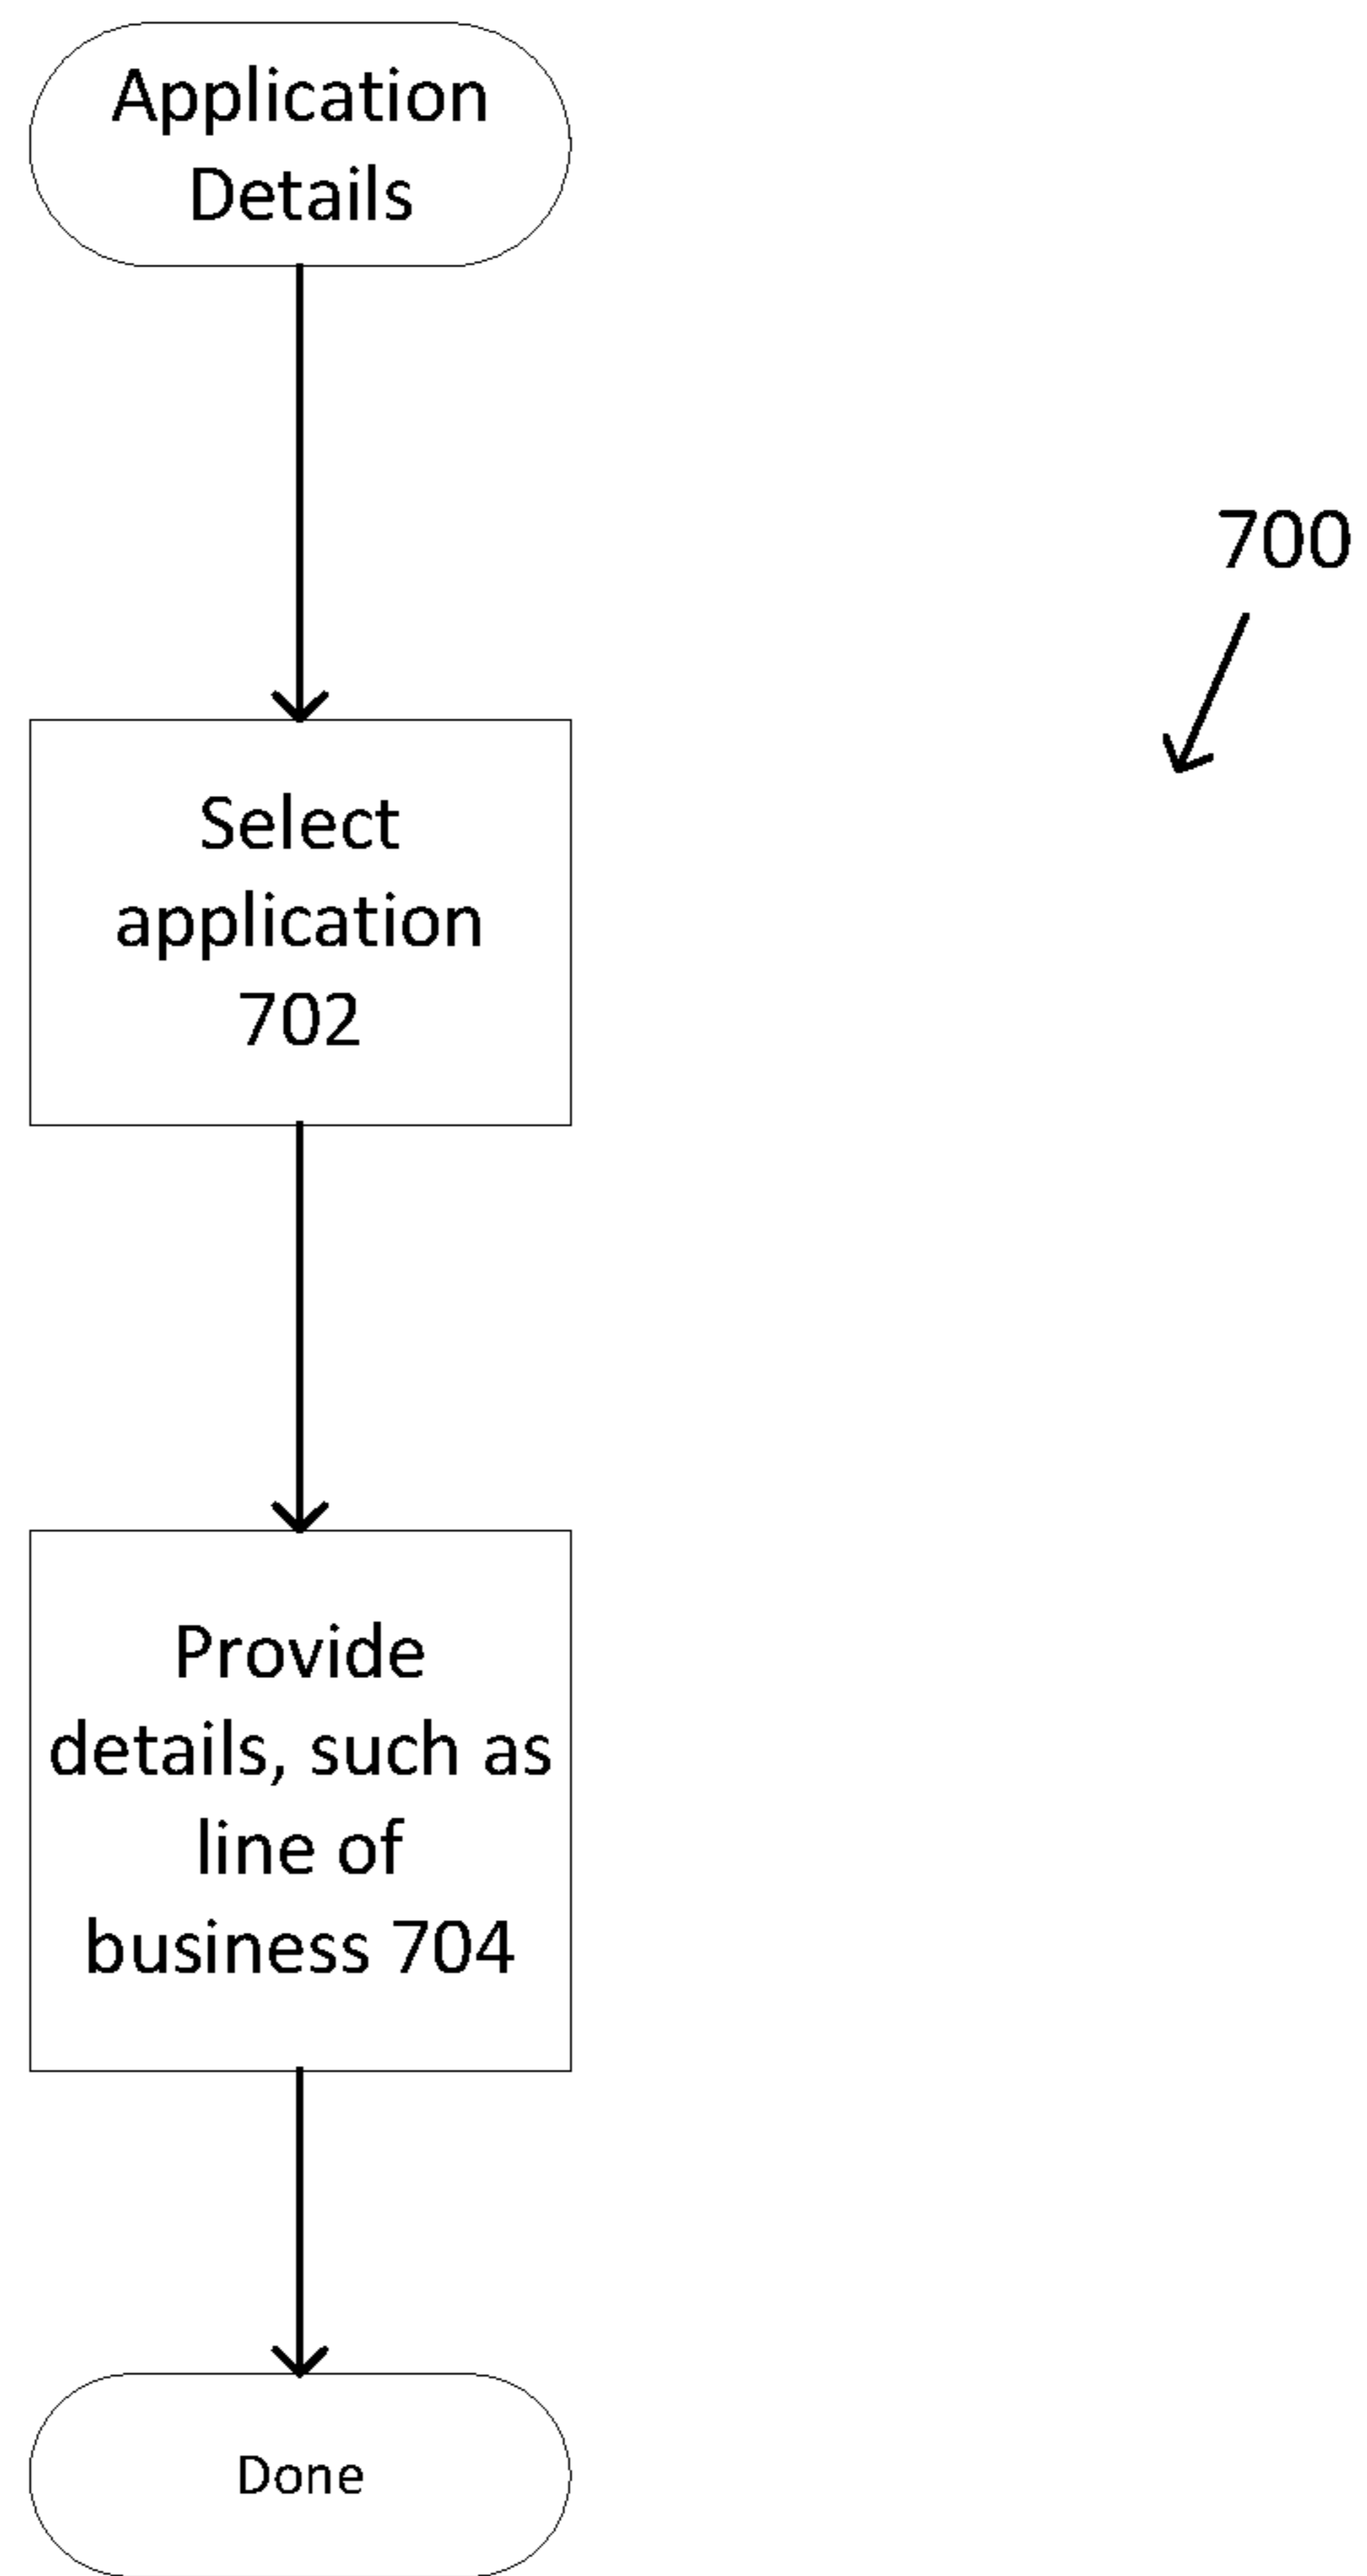 Application
Details
700
Select
application
702
Provide
details, such as
line of
business 704
Done